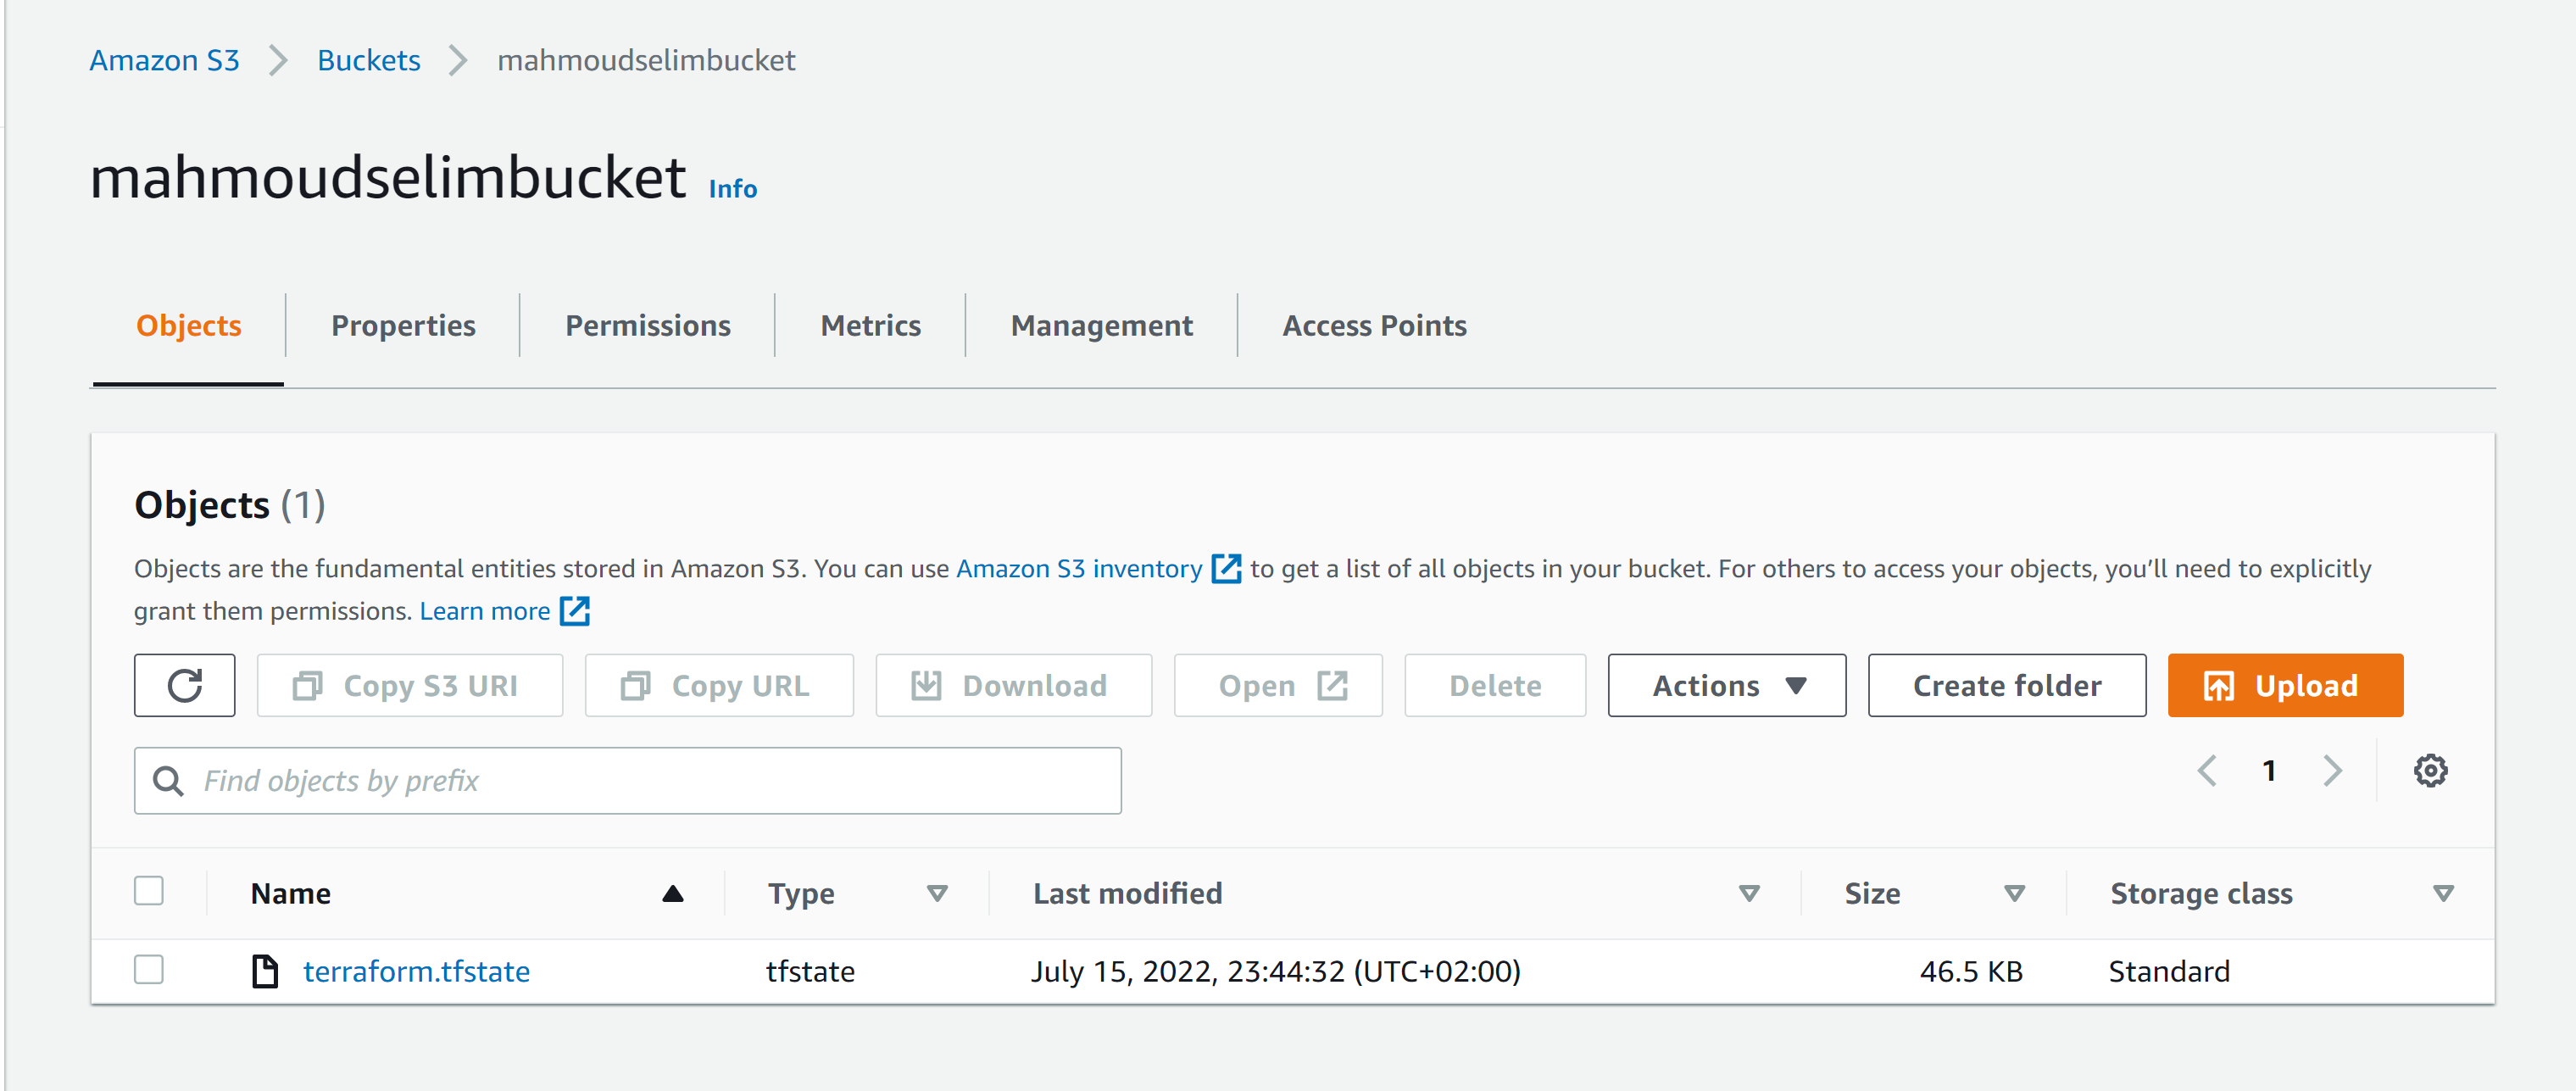 Amazon S3 Buckets mahmoudselimbucket
mahmoudselimbucket Info
Objects Properties Permissions Metrics Management Access Points
Objects (1)
Objects are the fundamental entities stored in Amazon S3. You can use Amazon S3 inventory to get a list of all objects in your bucket. For others to access your objects, you’ll need to explicitly
grant them permissions. Learn more
Copy S3 URI Copy URL Download Open Delete Actions Create folder Upload
Find objects by prefix 1
Name Type Last modified Size Storage class
terraform.tfstate tfstate July 15, 2022, 23:44:32 (UTC+02:00) 46.5 KB Standard